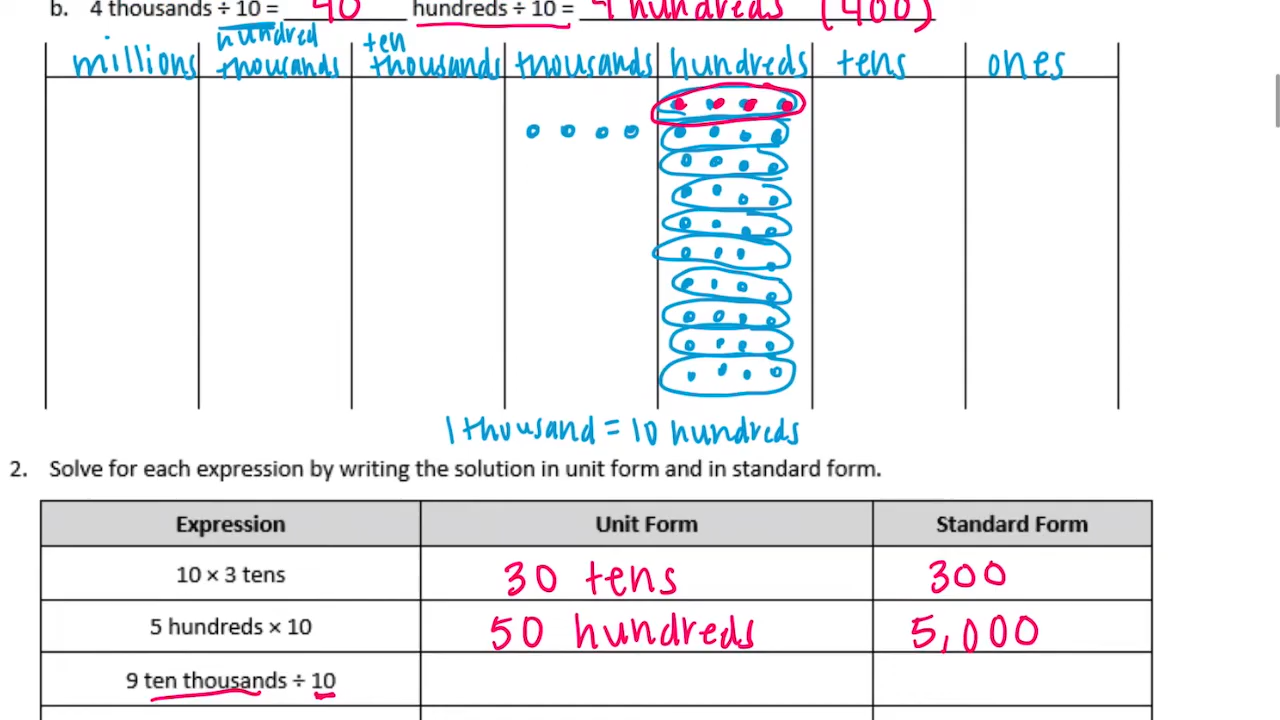 b. 4 thousands ÷ 10 = 40 hundreds ÷ 10 = 4 hundreds (400)
millions hundred thousands ten thousands thousands hundreds tens ones
1 thousand = 10 hundreds
2. Solve for each expression by writing the solution in unit form and in standard form.
Expression Unit Form Standard Form
10 × 3 tens 30 tens 300
5 hundreds × 10 50 hundreds 5,000
9 ten thousands ÷ 10